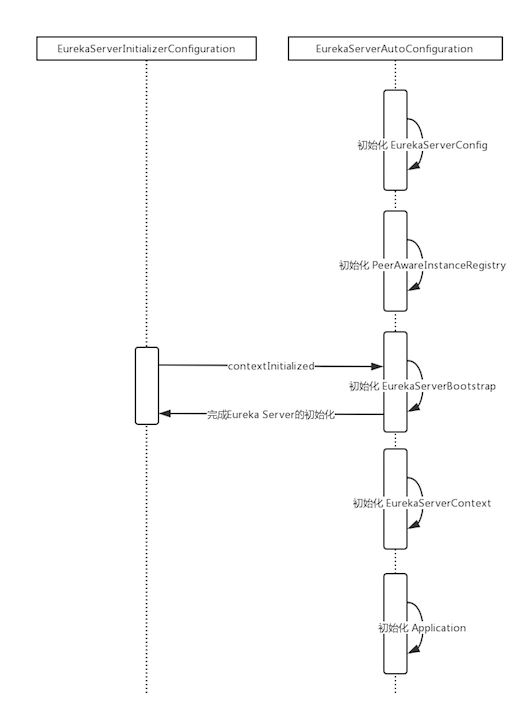 EurekaServerInitializerConfiguration
EurekaServerAutoConfiguration
初始化 EurekaServerConfig
初始化 PeerAwareInstanceRegistry
contextInitialized
初始化 EurekaServerBootstrap
完成Eureka Server的初始化
初始化 EurekaServerContext
初始化 Application